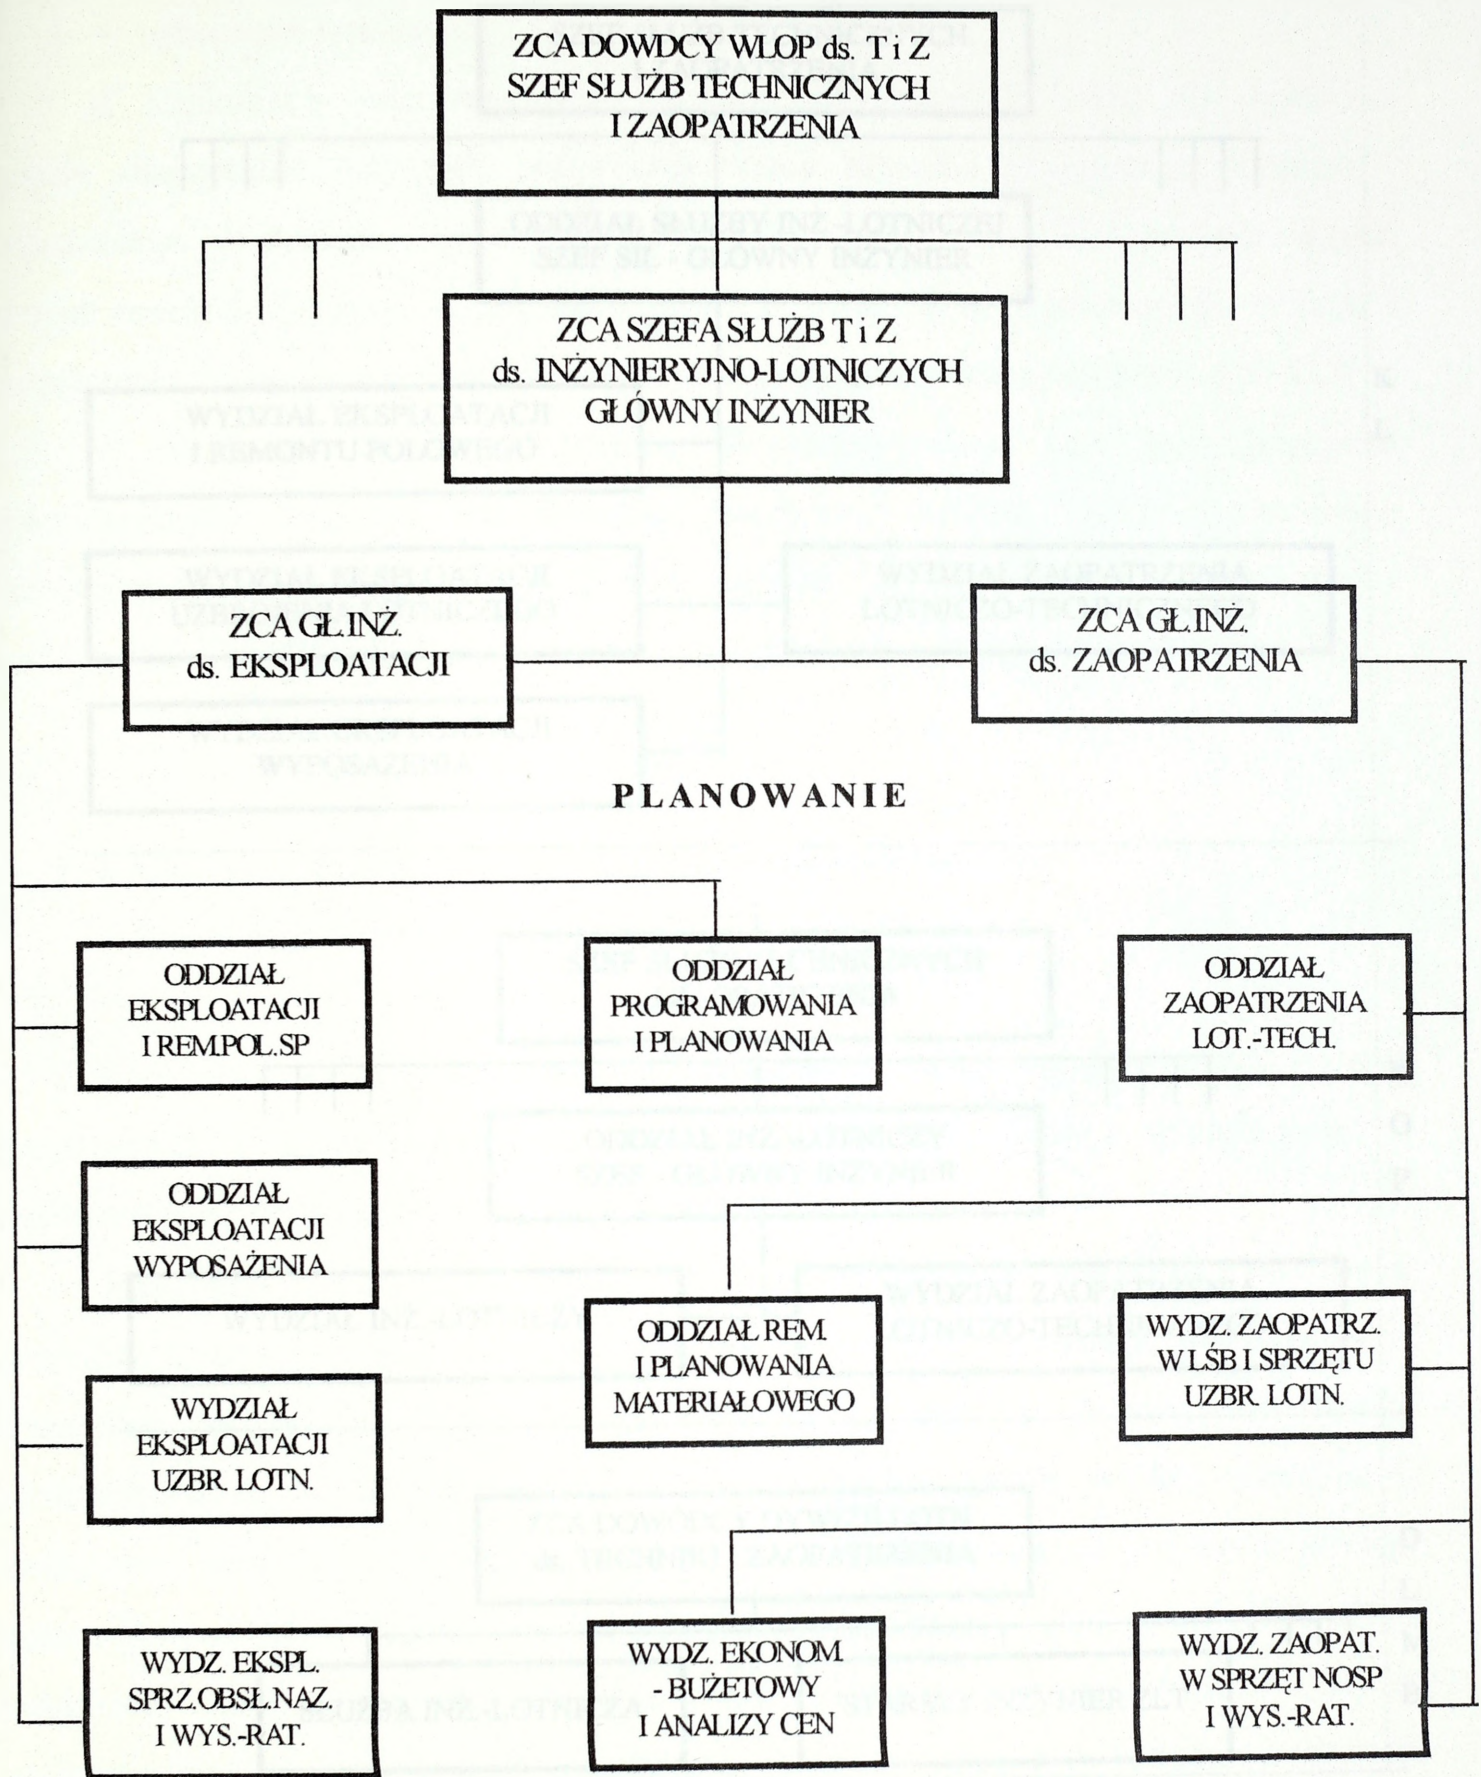 ZCA DOWDCY WLOP ds. T i Z
SZEF SŁUŻB TECHNICZNYCH
I ZAOPATRZENIA
ZCA SZEFA SŁUŻB T i Z
ds. INŻYNIERYJNO-LOTNICZYCH
GŁÓWNY INŻYNIER
ZCA GŁ.INŻ.
ds. EKSPLOATACJI
ZCA GŁ.INŻ.
ds. ZAOPATRZENIA
PLANOWANIE
ODDZIAŁ
EKSPLOATACJI
I REM.POL.SP
ODDZIAŁ
PROGRAMOWANIA
I PLANOWANIA
ODDZIAŁ
ZAOPATRZENIA
LOT.-TECH.
ODDZIAŁ
EKSPLOATACJI
WYPOSAŻENIA
ODDZIAŁ REM.
I PLANOWANIA
MATERIAŁOWEGO
WYDZ. ZAOPATRZ.
W LŚB I SPRZĘTU
UZBR. LOTN.
WYDZIAŁ
EKSPLOATACJI
UZBR. LOTN.
WYDZ. EKSPL.
SPRZ.OBSŁ.NAZ.
I WYS.-RAT.
WYDZ. EKONOM.
- BUŻETOWY
I ANALIZY CEN
WYDZ. ZAOPAT.
W SPRZĘT NOSP
I WYS.-RAT.